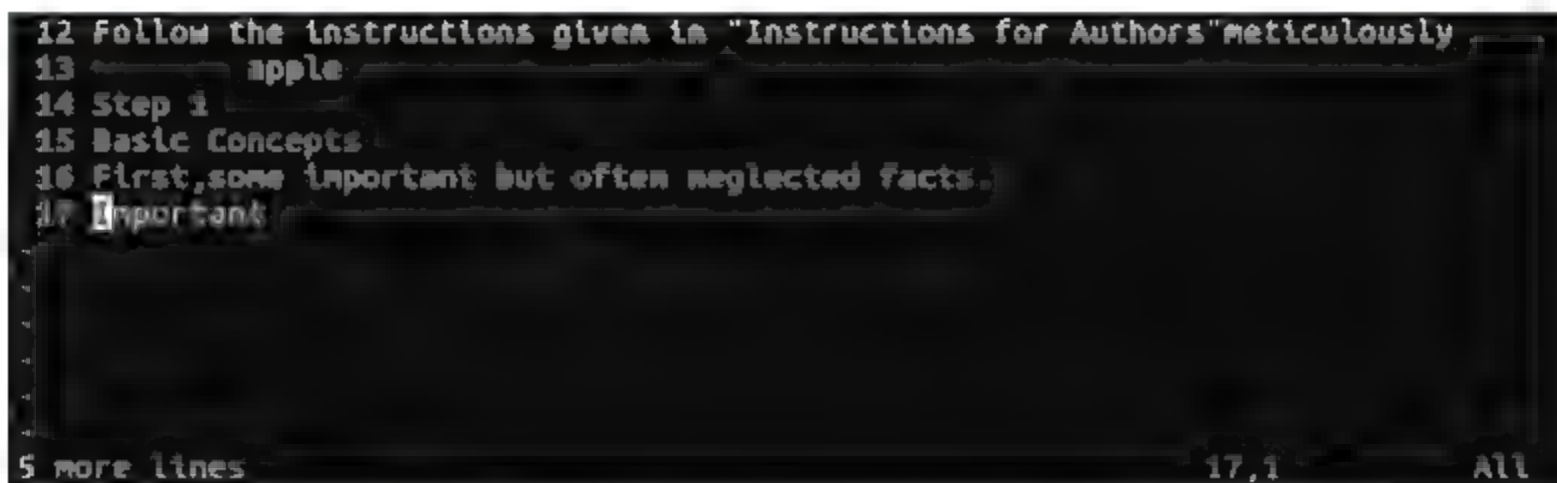 12 Follow the instructions given in "Instructions for Authors"meticulously
13         apple
14 Step 1
15 Basic Concepts
16 First,some important but often neglected facts.
17 Important
~
~
~
~
~
~
5 more lines 17,1 All